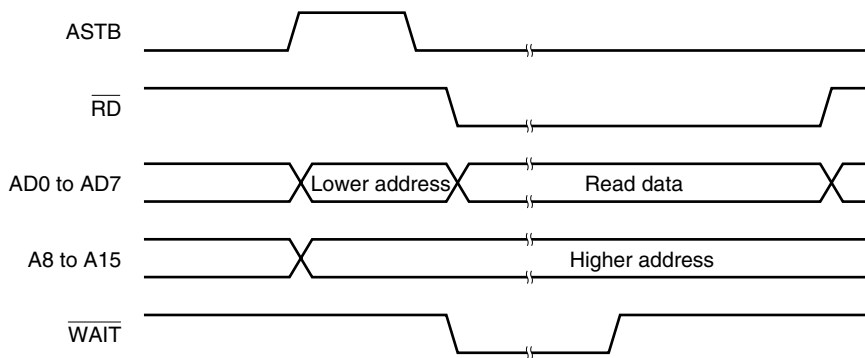 ASTB
RD
AD0 to AD7 Lower address Read data
A8 to A15 Higher address
WAIT